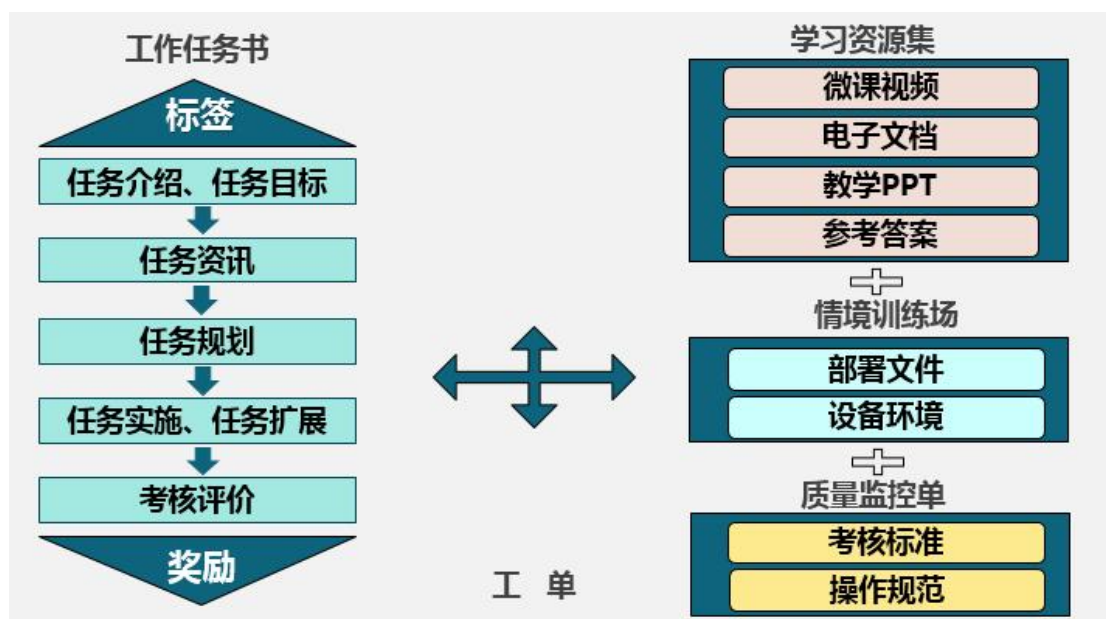 工作任务书
标签
任务介绍、任务目标
任务资讯
任务规划
任务实施、任务扩展
考核评价
奖励
工 单
学习资源集
微课视频
电子文档
教学PPT
参考答案
情境训练场
部署文件
设备环境
质量监控单
考核标准
操作规范